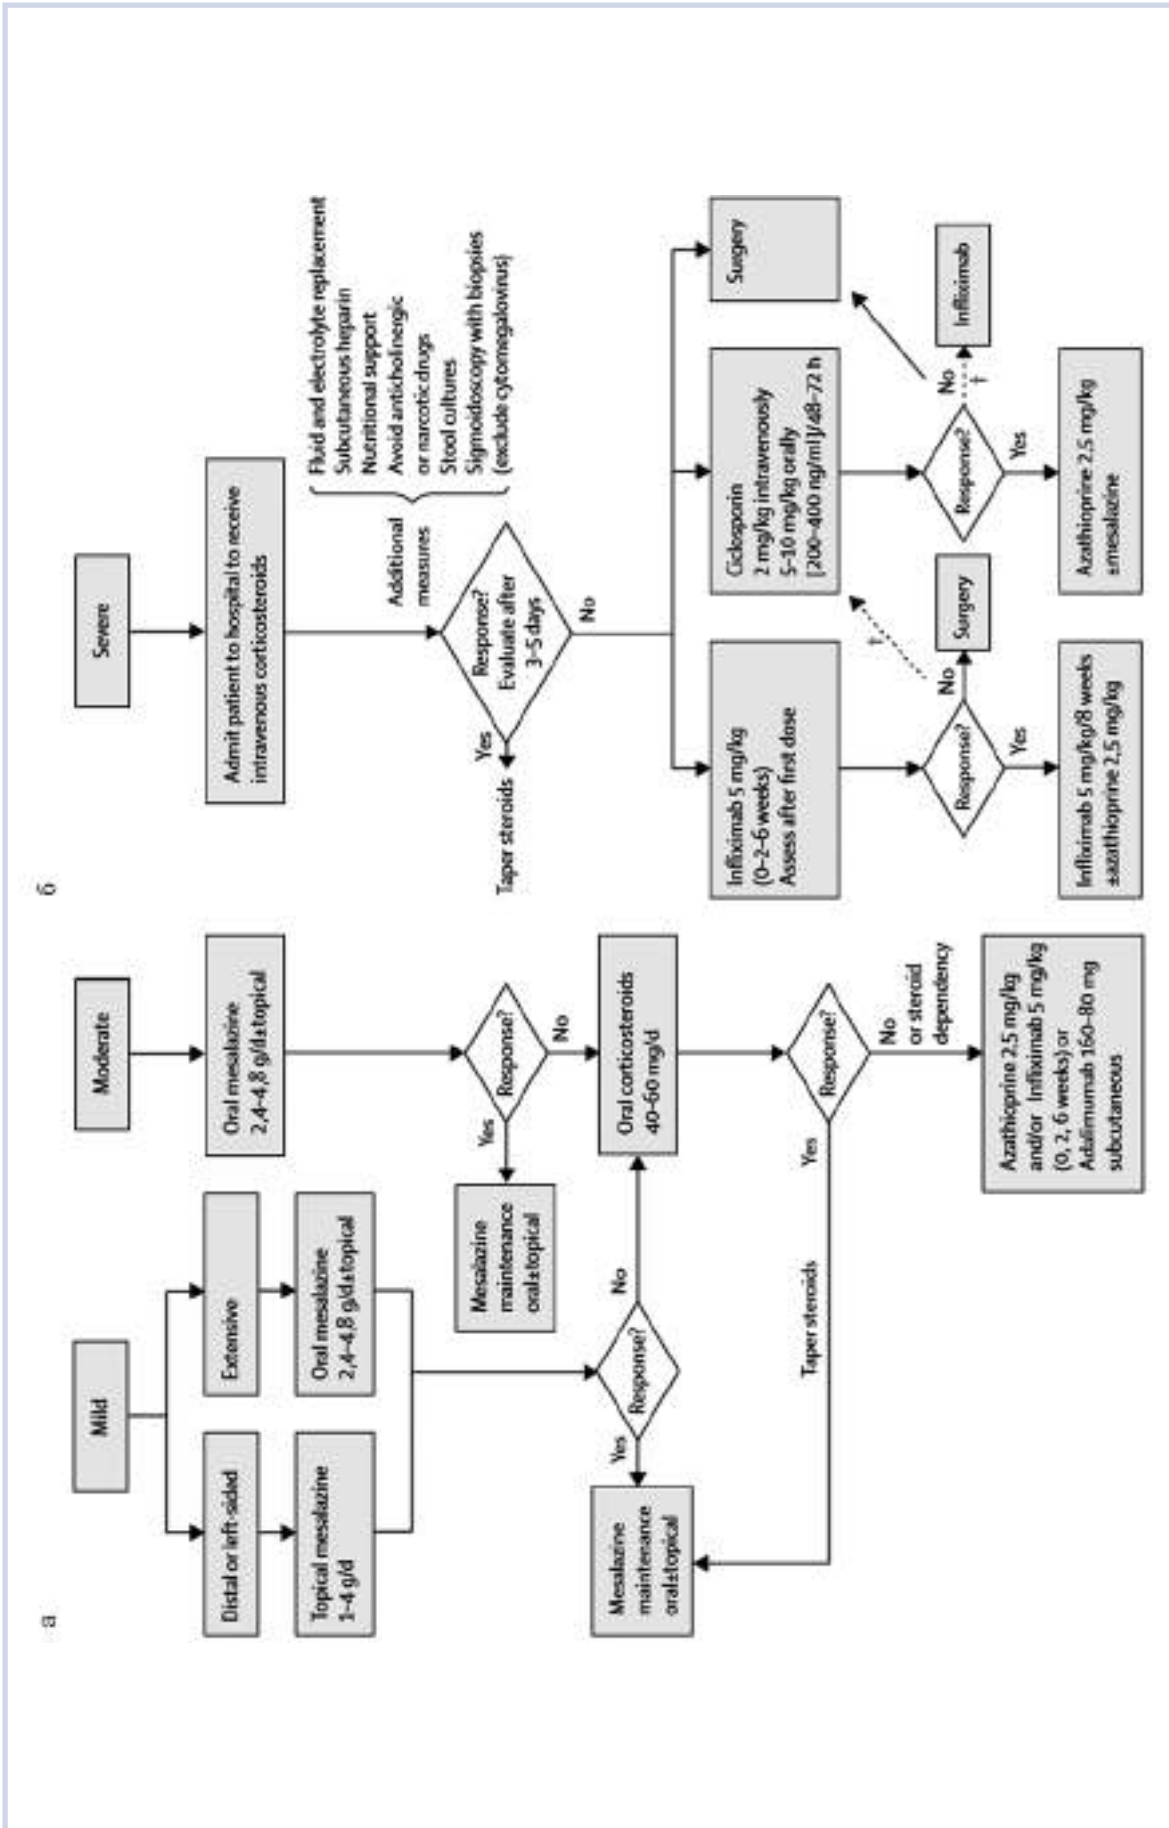 а
Mild
Distal or left-sided
Extensive
Topical mesalazine
1–4 g/d
Oral mesalazine
2,4–4,8 g/d±topical
Response?
Yes
No
Mesalazine
maintenance
oral±topical
Moderate
Oral mesalazine
2,4–4,8 g/d±topical
Response?
Yes
No
Mesalazine
maintenance
oral±topical
Oral corticosteroids
40–60 mg/d
Response?
Yes
Taper steroids
No
or steroid
dependency
Azathioprine 2.5 mg/kg
and/or Infliximab 5 mg/kg
(0, 2, 6 weeks) or
Adalimumab 160–80 mg
subcutaneous
б
Severe
Admit patient to hospital to receive
intravenous corticosteroids
Additional
measures
Fluid and electrolyte replacement
Subcutaneous heparin
Nutritional support
Avoid anticholinergic
or narcotic drugs
Stool cultures
Sigmoidoscopy with biopsies
(exclude cytomegalovirus)
Response?
Evaluate after
3–5 days
Yes
Taper steroids
No
Infliximab 5 mg/kg
(0–2–6 weeks)
Assess after first dose
Ciclosporin
2 mg/kg intravenously
5–10 mg/kg orally
[200–400 ng/ml]/48–72 h
Surgery
†
Response?
No
Surgery
Yes
Infliximab 5 mg/kg/8 weeks
±azathioprine 2,5 mg/kg
Response?
No
†
Infliximab
Yes
Azathioprine 2,5 mg/kg
±mesalazine